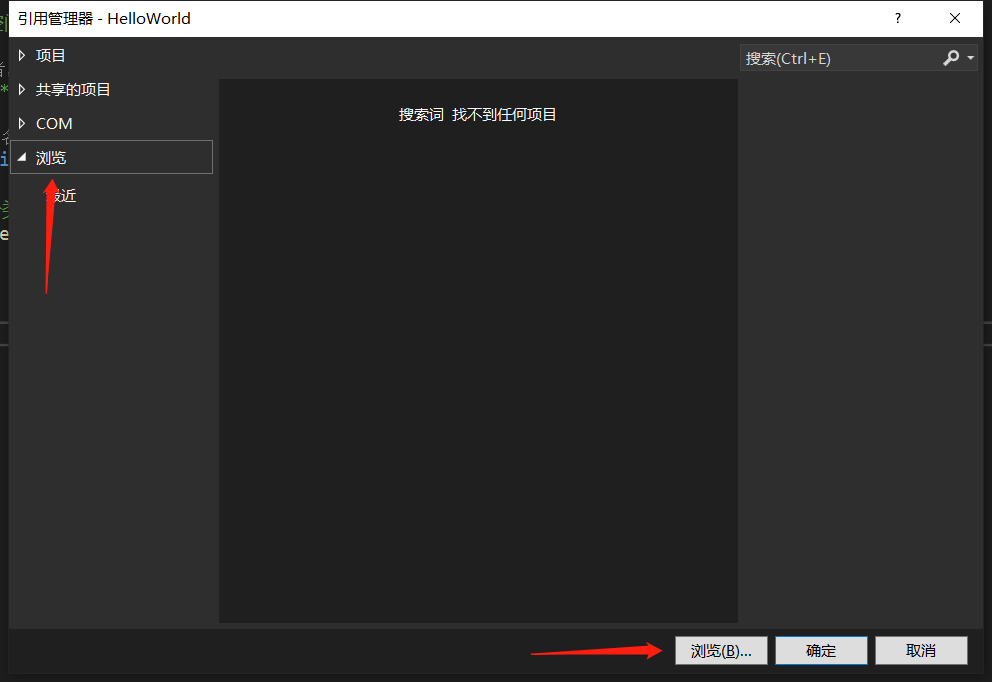 引用管理器 - HelloWorld
?
项目
搜索(Ctrl+E)
共享的项目
搜索词 找不到任何项目
COM
浏览
最近
浏览(B)...
确定
取消